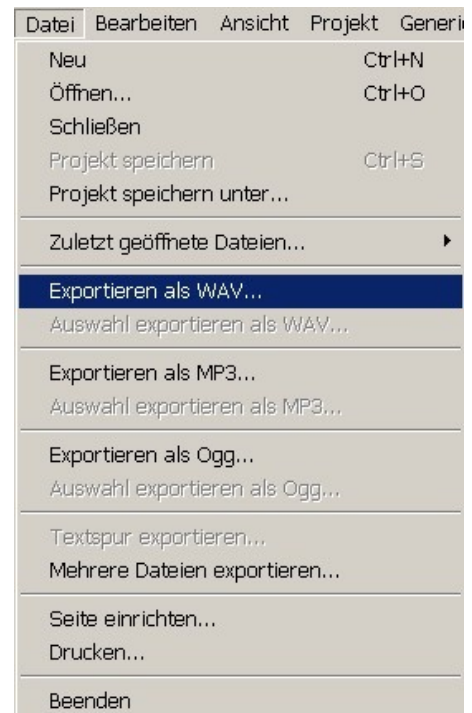 Datei Bearbeiten Ansicht Projekt
Neu Ctrl+N
Öffnen... Ctrl+O
Schließen
Projekt speichern Ctrl+S
Projekt speichern unter...
Zuletzt geöffnete Dateien...
Exportieren als WAV...
Auswahl exportieren als WAV...
Exportieren als MP3...
Auswahl exportieren als MP3...
Exportieren als Ogg...
Auswahl exportieren als Ogg...
Textspur exportieren...
Mehrere Dateien exportieren...
Seite einrichten...
Drucken...
Beenden